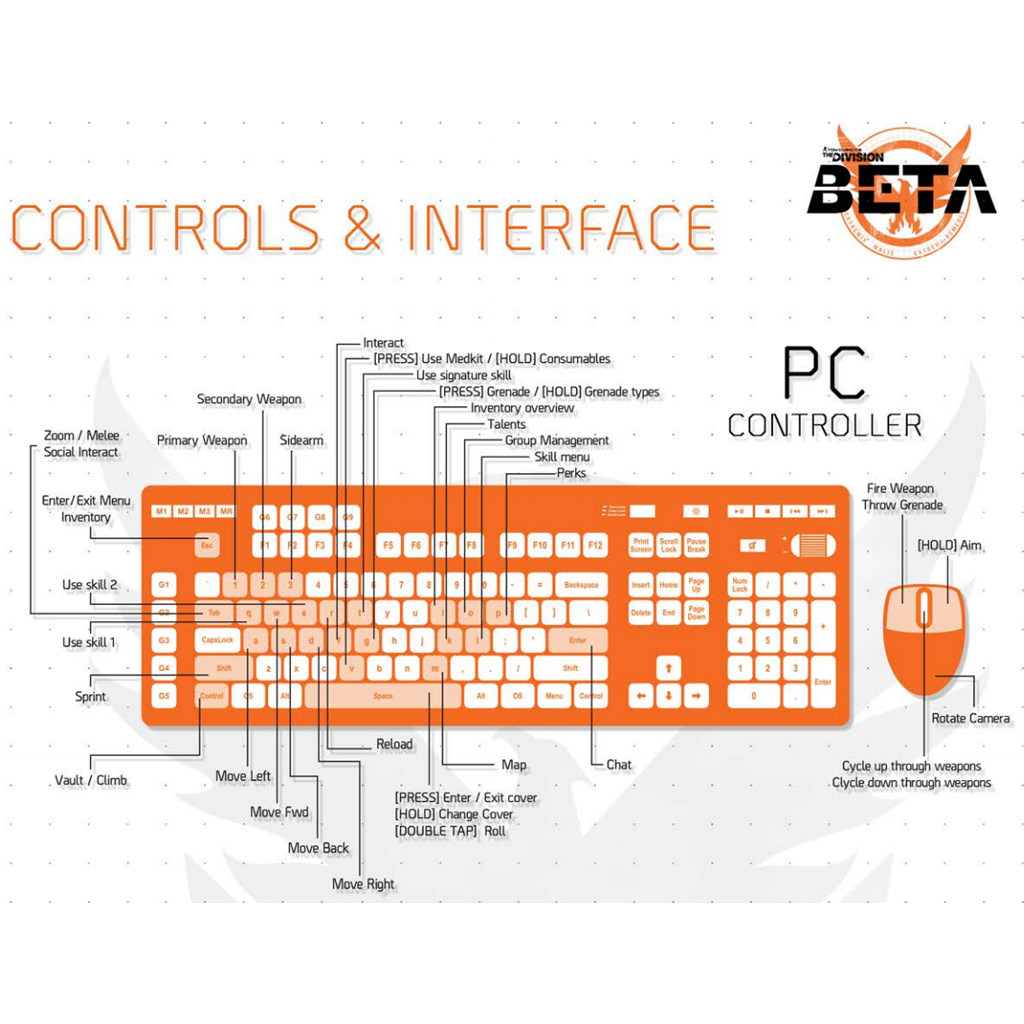 THE DIVISION
BETA
CONTROLS & INTERFACE
PC
CONTROLLER
Interact
[PRESS] Use Medkit / [HOLD] Consumables
Use signature skill
[PRESS] Grenade / [HOLD] Grenade types
Inventory overview
Talents
Group Management
Skill menu
Perks
Secondary Weapon
Primary Weapon
Sidearm
Zoom / Melee
Social Interact
Enter/Exit Menu
Inventory
Use skill 2
Use skill 1
Sprint
Vault / Climb
Fire Weapon
Throw Grenade
[HOLD] Aim
M1 M2 M3 MR
G6 G7 G8 G9
Esc F1 F2 F3 F4 F5 F6 F7 F8 F9 F10 F11 F12 Print Screen Scroll Lock Pause Break
G1 ` 1 2 3 4 5 6 7 8 9 0 - = Backspace Insert Home Page Up Num Lock / * -
G2 Tab q w e r t y u i o p [ ] \ Delete End Page Down 7 8 9 +
G3 CapsLock a s d f g h j k l ; ' Enter 4 5 6
G4 Shift z x c v b n m , . / Shift 1 2 3 Enter
G5 Control OS Alt Space Alt OS Menu Control 0 .
Reload
Map
Chat
Move Left
Move Fwd
Move Back
Move Right
[PRESS] Enter / Exit cover
[HOLD] Change Cover
[DOUBLE TAP] Roll
Rotate Camera
Cycle up through weapons
Clycle down through weapons